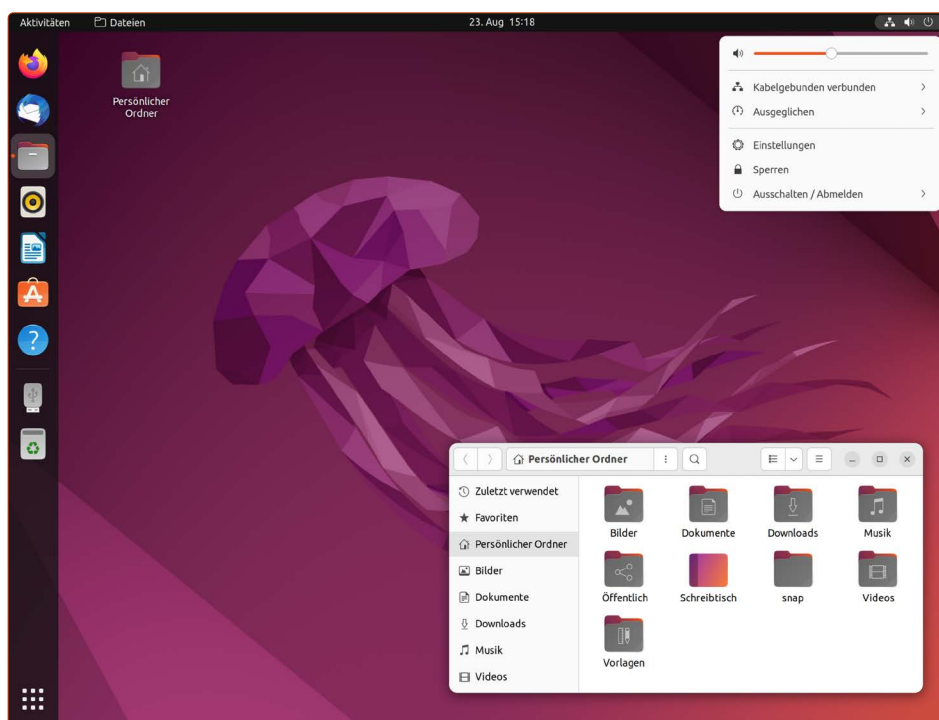 Aktivitäten
Dateien
23. Aug 15:18
Persönlicher
Ordner
Kabelgebunden verbunden
Ausgeglichen
Einstellungen
Sperren
Ausschalten / Abmelden
Persönlicher Ordner
Zuletzt verwendet
Favoriten
Persönlicher Ordner
Bilder
Dokumente
Downloads
Musik
Videos
Bilder
Dokumente
Downloads
Musik
Öffentlich
Schreibtisch
snap
Videos
Vorlagen